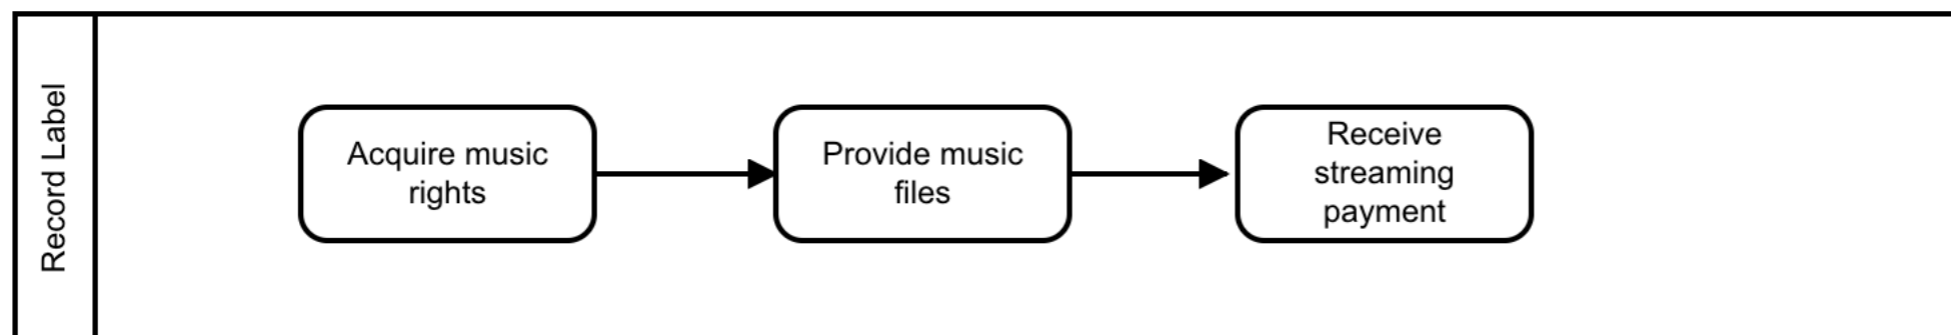 Record Label
Acquire music
rights
Provide music
files
Receive
streaming
payment